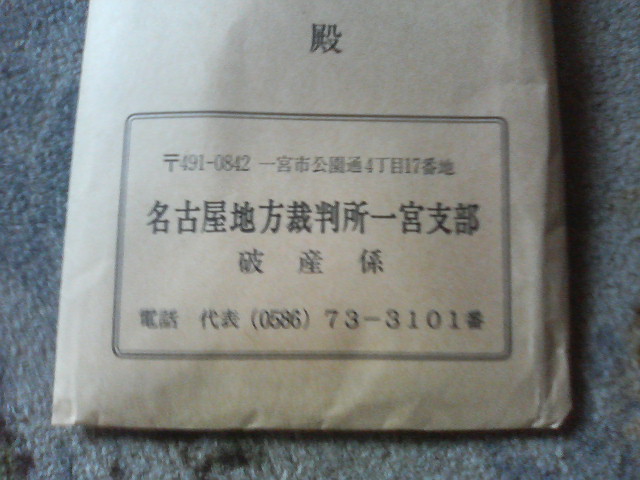 殿
〒491-0842 一宮市公園通4丁目17番地
名古屋地方裁判所一宮支部
破産係
電話 代表(0586)73-3101番